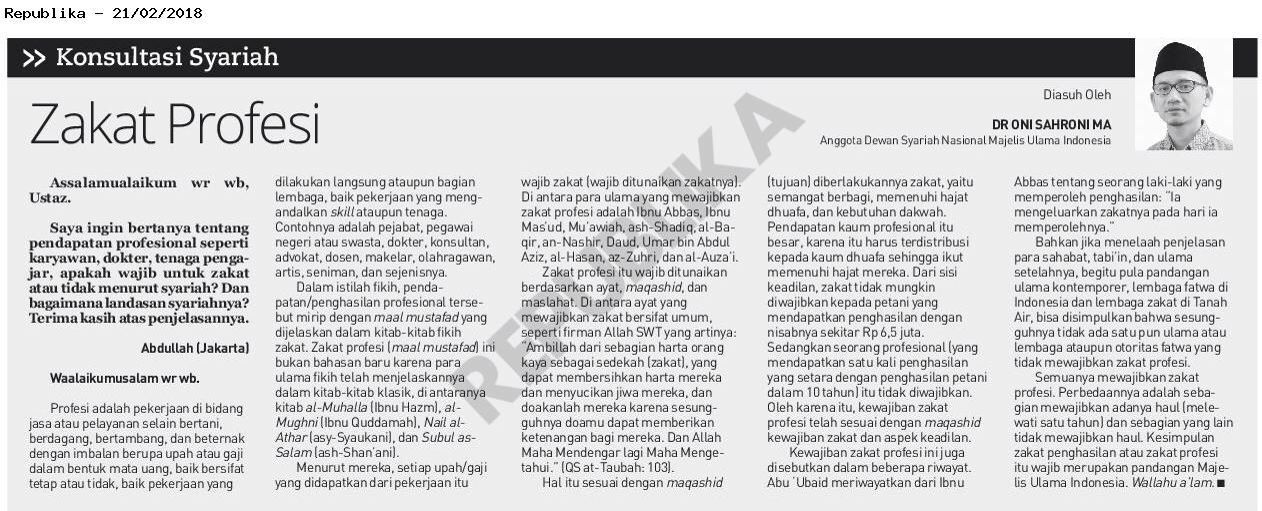 Republika – 21/02/2018
>> Konsultasi Syariah
Zakat Profesi
Diasuh Oleh
DR ONI SAHRONI MA
Anggota Dewan Syariah Nasional Majelis Ulama Indonesia
Assalamualaikum wr wb,
Ustaz.
Saya ingin bertanya tentang
pendapatan profesional seperti
karyawan, dokter, tenaga penga-
jar, apakah wajib untuk zakat
atau tidak menurut syariah? Dan
bagaimana landasan syariahnya?
Terima kasih atas penjelasannya.
Abdullah (Jakarta)
Waalaikumusalam wr wb.
Profesi adalah pekerjaan di bidang
jasa atau pelayanan selain bertani,
berdagang, bertambang, dan beternak
dengan imbalan berupa upah atau gaji
dalam bentuk mata uang, baik bersifat
tetap atau tidak, baik pekerjaan yang
dilakukan langsung ataupun bagian
lembaga, baik pekerjaan yang meng-
andalkan skill ataupun tenaga.
Contohnya adalah pejabat, pegawai
negeri atau swasta, dokter, konsultan,
advokat, dosen, makelar, olahragawan,
artis, seniman, dan sejenisnya.
Dalam istilah fikih, penda-
patan/penghasilan profesional terse-
but mirip dengan maal mustafad yang
dijelaskan dalam kitab-kitab fikih
zakat. Zakat profesi (maal mustafad) ini
bukan bahasan baru karena para
ulama fikih telah menjelaskannya
dalam kitab-kitab klasik, di antaranya
kitab al-Muhalla (Ibnu Hazm), al-
Mughni (Ibnu Quddamah), Nail al-
Athar (asy-Syaukani), dan Subul as-
Salam (ash-Shan'ani).
Menurut mereka, setiap upah/gaji
yang didapatkan dari pekerjaan itu
wajib zakat (wajib ditunaikan zakatnya).
Di antara para ulama yang mewajibkan
zakat profesi adalah Ibnu Abbas, Ibnu
Mas'ud, Mu'awiah, ash-Shadiq, al-Ba-
qir, an-Nashir, Daud, Umar bin Abdul
Aziz, al-Hasan, az-Zuhri, dan al-Auza'i.
Zakat profesi itu wajib ditunaikan
berdasarkan ayat, maqashid, dan
maslahat. Di antara ayat yang
mewajibkan zakat bersifat umum,
seperti firman Allah SWT yang artinya:
"Ambillah dari sebagian harta orang
kaya sebagai sedekah (zakat), yang
dapat membersihkan harta mereka
dan menyucikan jiwa mereka, dan
doakanlah mereka karena sesung-
guhnya doamu dapat memberikan
ketenangan bagi mereka. Dan Allah
Maha Mendengar lagi Maha Menge-
tahui." (QS at-Taubah: 103).
Hal itu sesuai dengan maqashid
(tujuan) diberlakukannya zakat, yaitu
semangat berbagi, memenuhi hajat
dhuafa, dan kebutuhan dakwah.
Pendapatan kaum profesional itu
besar, karena itu harus terdistribusi
kepada kaum dhuafa sehingga ikut
memenuhi hajat mereka. Dari sisi
keadilan, zakat tidak mungkin
diwajibkan kepada petani yang
mendapatkan penghasilan dengan
nisabnya sekitar Rp 6,5 juta.
Sedangkan seorang profesional (yang
mendapatkan satu kali penghasilan
yang setara dengan penghasilan petani
dalam 10 tahun) itu tidak diwajibkan.
Oleh karena itu, kewajiban zakat
profesi telah sesuai dengan maqashid
kewajiban zakat dan aspek keadilan.
Kewajiban zakat profesi ini juga
disebutkan dalam beberapa riwayat.
Abu 'Ubaid meriwayatkan dari Ibnu
Abbas tentang seorang laki-laki yang
memperoleh penghasilan: "Ia
mengeluarkan zakatnya pada hari ia
memperolehnya."
Bahkan jika menelaah penjelasan
para sahabat, tabi'in, dan ulama
setelahnya, begitu pula pandangan
ulama kontemporer, lembaga fatwa di
Indonesia dan lembaga zakat di Tanah
Air, bisa disimpulkan bahwa sesung-
guhnya tidak ada satu pun ulama atau
lembaga ataupun otoritas fatwa yang
tidak mewajibkan zakat profesi.
Semuanya mewajibkan zakat
profesi. Perbedaannya adalah seba-
gian mewajibkan adanya haul (mele-
wati satu tahun) dan sebagian yang lain
tidak mewajibkan haul. Kesimpulan
zakat penghasilan atau zakat profesi
itu wajib merupakan pandangan Maje-
lis Ulama Indonesia. Wallahu a'lam. ■
REPUBLIKA